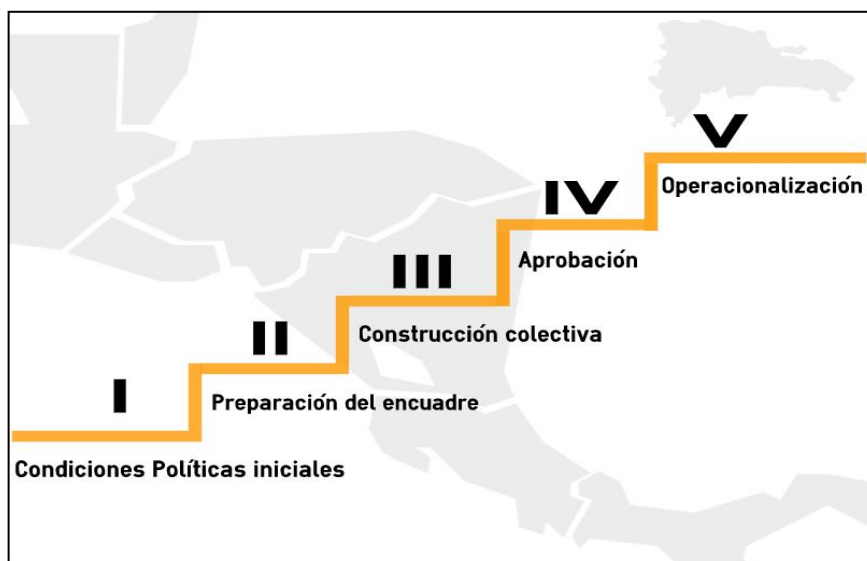 I
Condiciones Políticas iniciales
II
Preparación del encuadre
III
Construcción colectiva
IV
Aprobación
V
Operacionalización